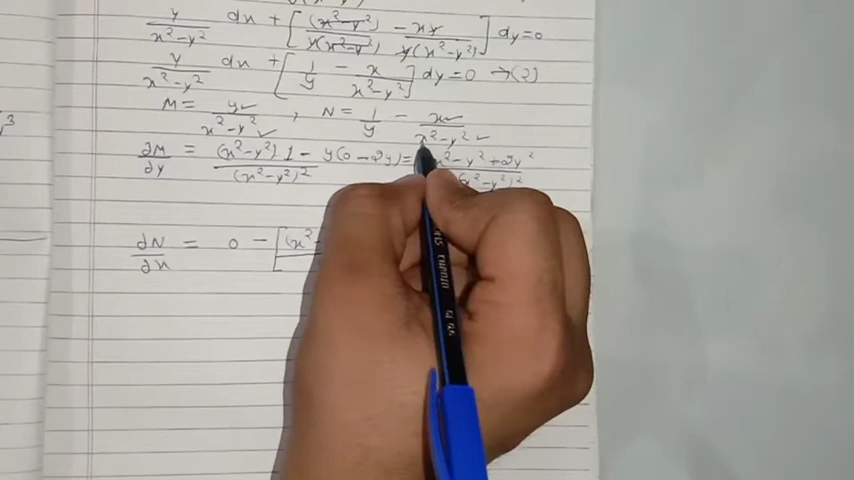 y/(x²-y²) dx + [(x²-y²)/(y(x²-y²)) - xy/(y(x²-y²))] dy=0
y/(x²-y²) dx + [1/y - x/(x²-y²)] dy=0 → (2)
M = y/(x²-y²) , N = 1/y - x/(x²-y²)
∂M/∂y = ((x²-y²)1 - y(0-2y))/(x²-y²)² = (x²-y²+2y²)/(x²-y²)²
y³
∂N/∂x = 0 - [(x²